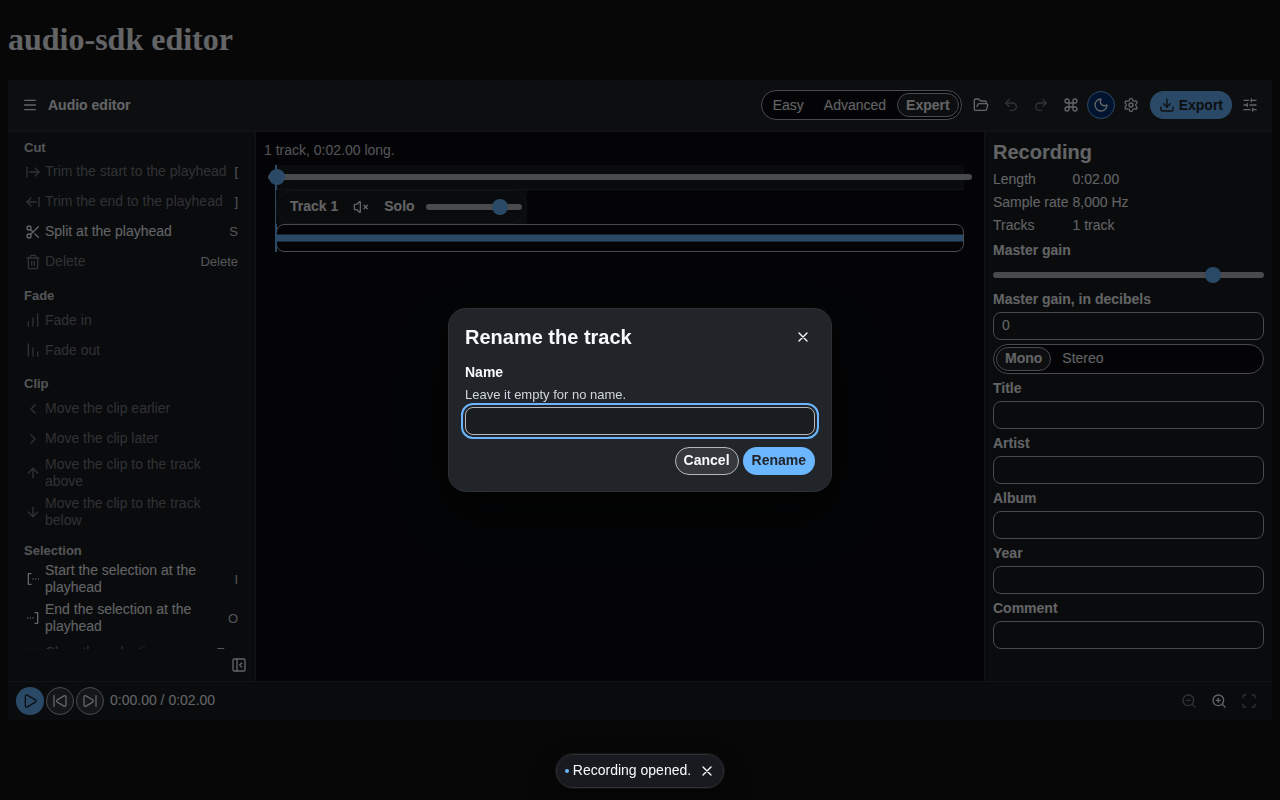 audio-sdk editor
Audio editor
Easy Advanced Expert
Export
Cut
Trim the start to the playhead [
Trim the end to the playhead ]
Split at the playhead S
Delete Delete
Fade
Fade in
Fade out
Clip
Move the clip earlier
Move the clip later
Move the clip to the track
above
Move the clip to the track
below
Selection
Start the selection at the
playhead I
End the selection at the
playhead O
1 track, 0:02.00 long.
Track 1 Solo
Rename the track
Name
Leave it empty for no name.
Cancel Rename
Recording
Length 0:02.00
Sample rate 8,000 Hz
Tracks 1 track
Master gain
Master gain, in decibels
0
Mono Stereo
Title
Artist
Album
Year
Comment
0:00.00 / 0:02.00
Recording opened.